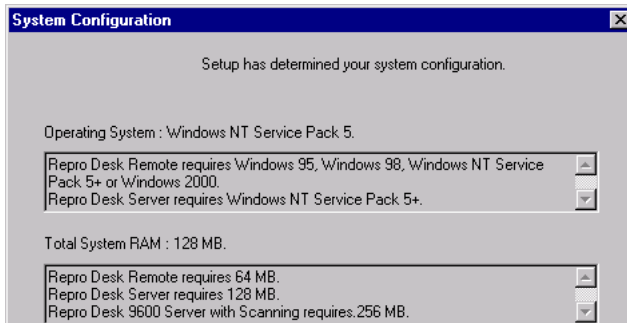 System Configuration
Setup has determined your system configuration.
Operating System : Windows NT Service Pack 5.
Repro Desk Remote requires Windows 95, Windows 98, Windows NT Service
Pack 5+ or Windows 2000.
Repro Desk Server requires Windows NT Service Pack 5+.
Total System RAM : 128 MB.
Repro Desk Remote requires 64 MB.
Repro Desk Server requires 128 MB.
Repro Desk 9600 Server with Scanning requires.256 MB.